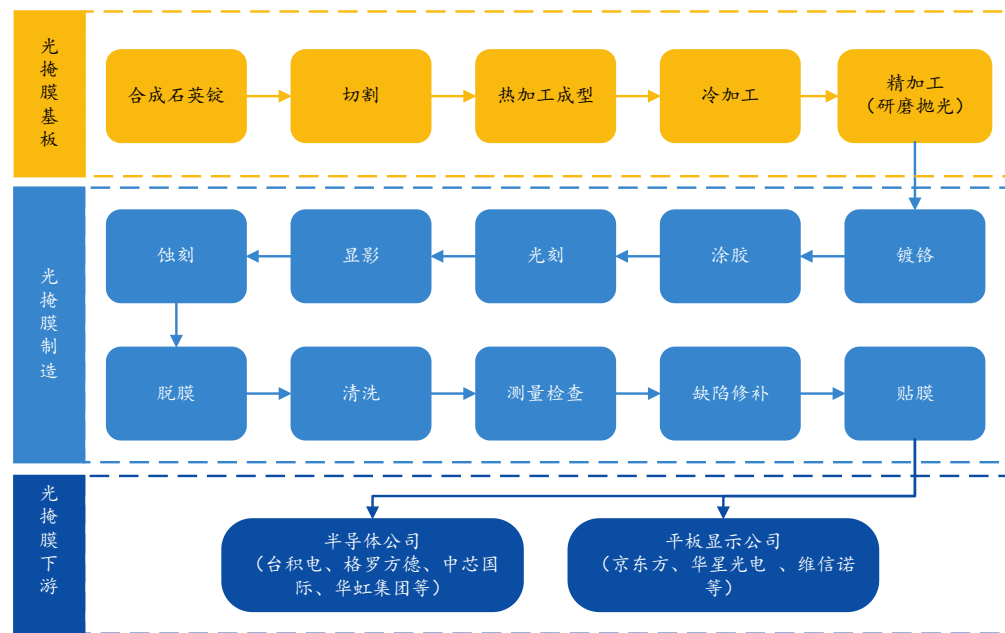 光掩膜基板
合成石英锭
切割
热加工成型
冷加工
精加工
（研磨抛光）
光掩膜制造
蚀刻
显影
光刻
涂胶
镀铬
脱膜
清洗
测量检查
缺陷修补
贴膜
光掩膜下游
半导体公司
（台积电、格罗方德、中芯国
际、华虹集团等）
平板显示公司
（京东方、华星光电 、维信诺
等）